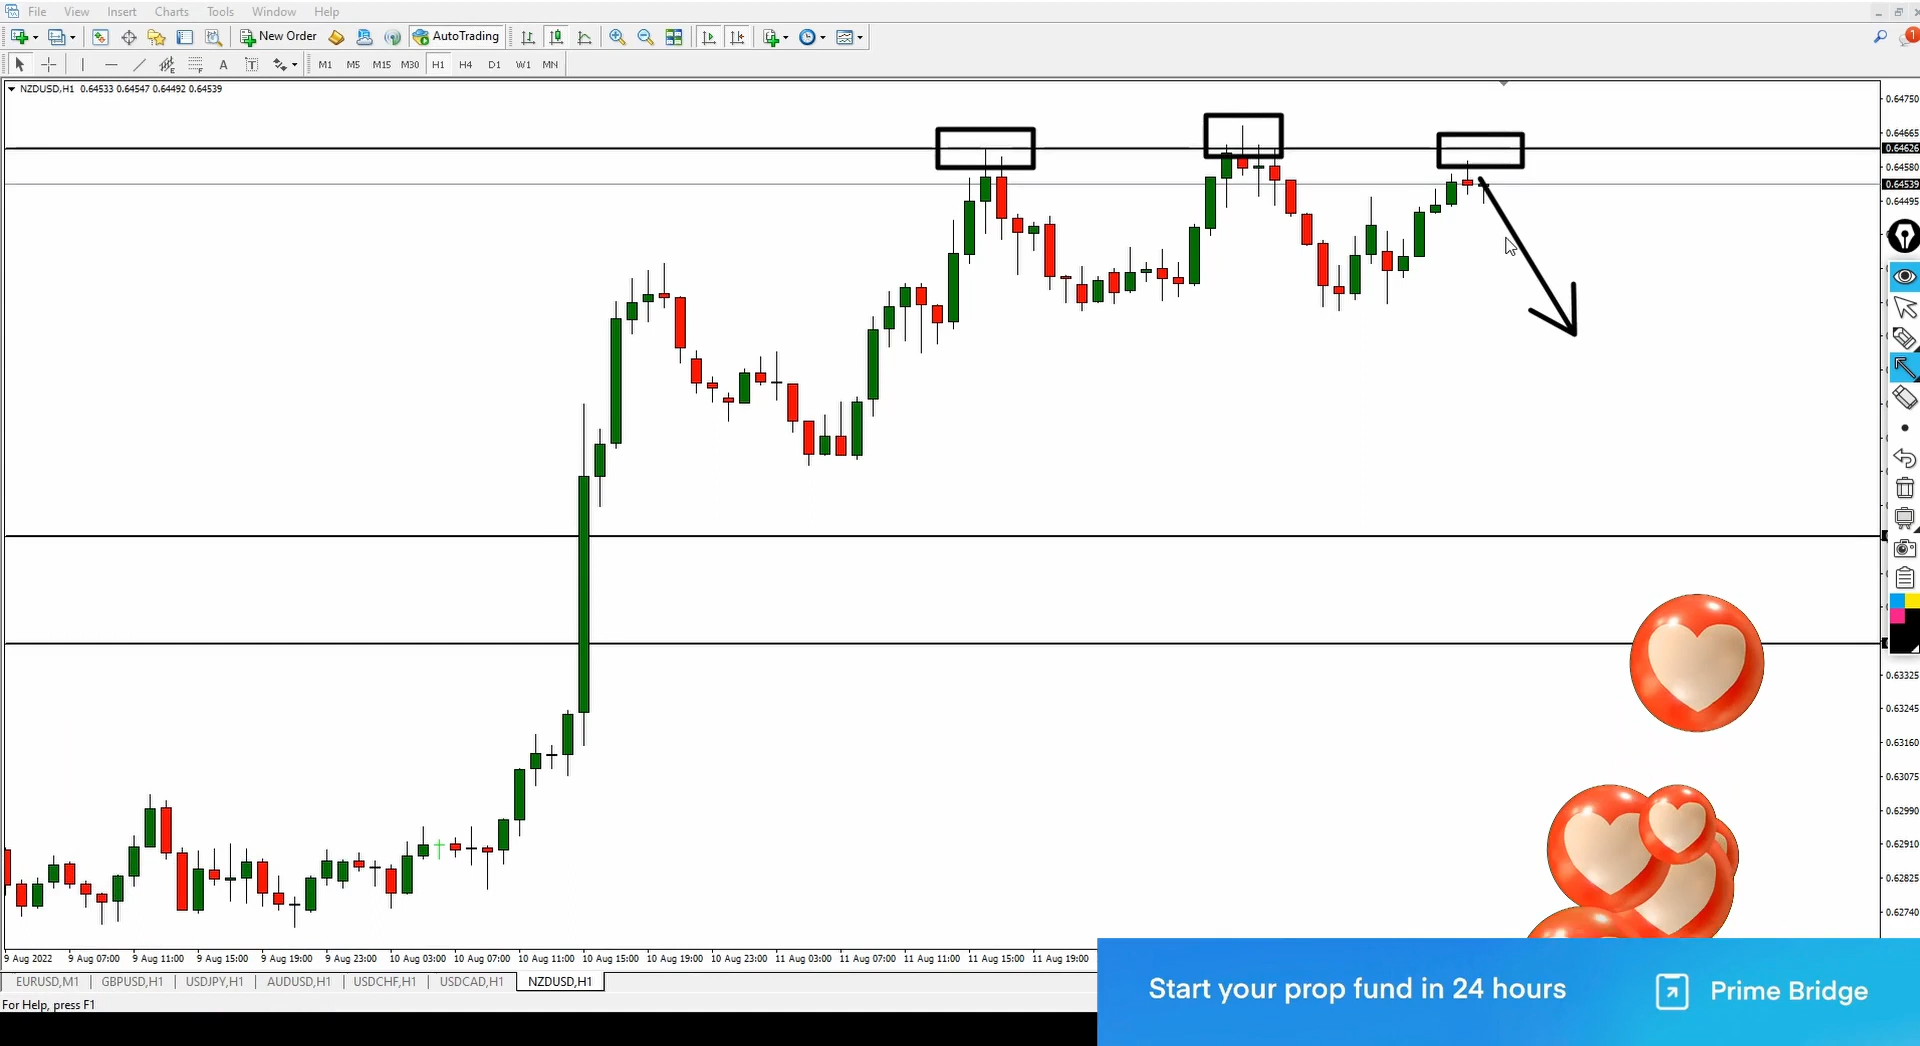 File View Insert Charts Tools Window Help
New Order AutoTrading 1
A T M1 M5 M15 M30 H1 H4 D1 W1 MN
NZDUSD,H1 0.64533 0.64547 0.64492 0.64539
0.64750
0.64665
0.64626
0.64580
0.64539
0.64495
0.63325
0.63245
0.63160
0.63075
0.62990
0.62910
0.62825
0.62740
9 Aug 2022 9 Aug 07:00 9 Aug 11:00 9 Aug 15:00 9 Aug 19:00 9 Aug 23:00 10 Aug 03:00 10 Aug 07:00 10 Aug 11:00 10 Aug 15:00 10 Aug 19:00 10 Aug 23:00 11 Aug 03:00 11 Aug 07:00 11 Aug 11:00 11 Aug 15:00 11 Aug 19:00
EURUSD,M1 GBPUSD,H1 USDJPY,H1 AUDUSD,H1 USDCHF,H1 USDCAD,H1 NZDUSD,H1
For Help, press F1
Start your prop fund in 24 hours Prime Bridge